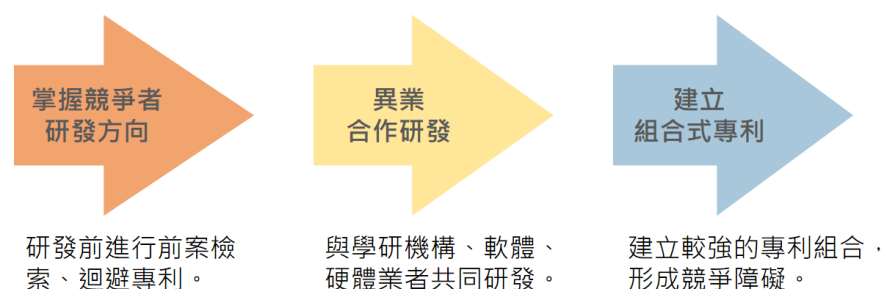 掌握競爭者
研發方向
研發前進行前案檢
索、迴避專利。
異業
合作研發
與學研機構、軟體、
硬體業者共同研發。
建立
組合式專利
建立較強的專利組合，
形成競爭障礙。